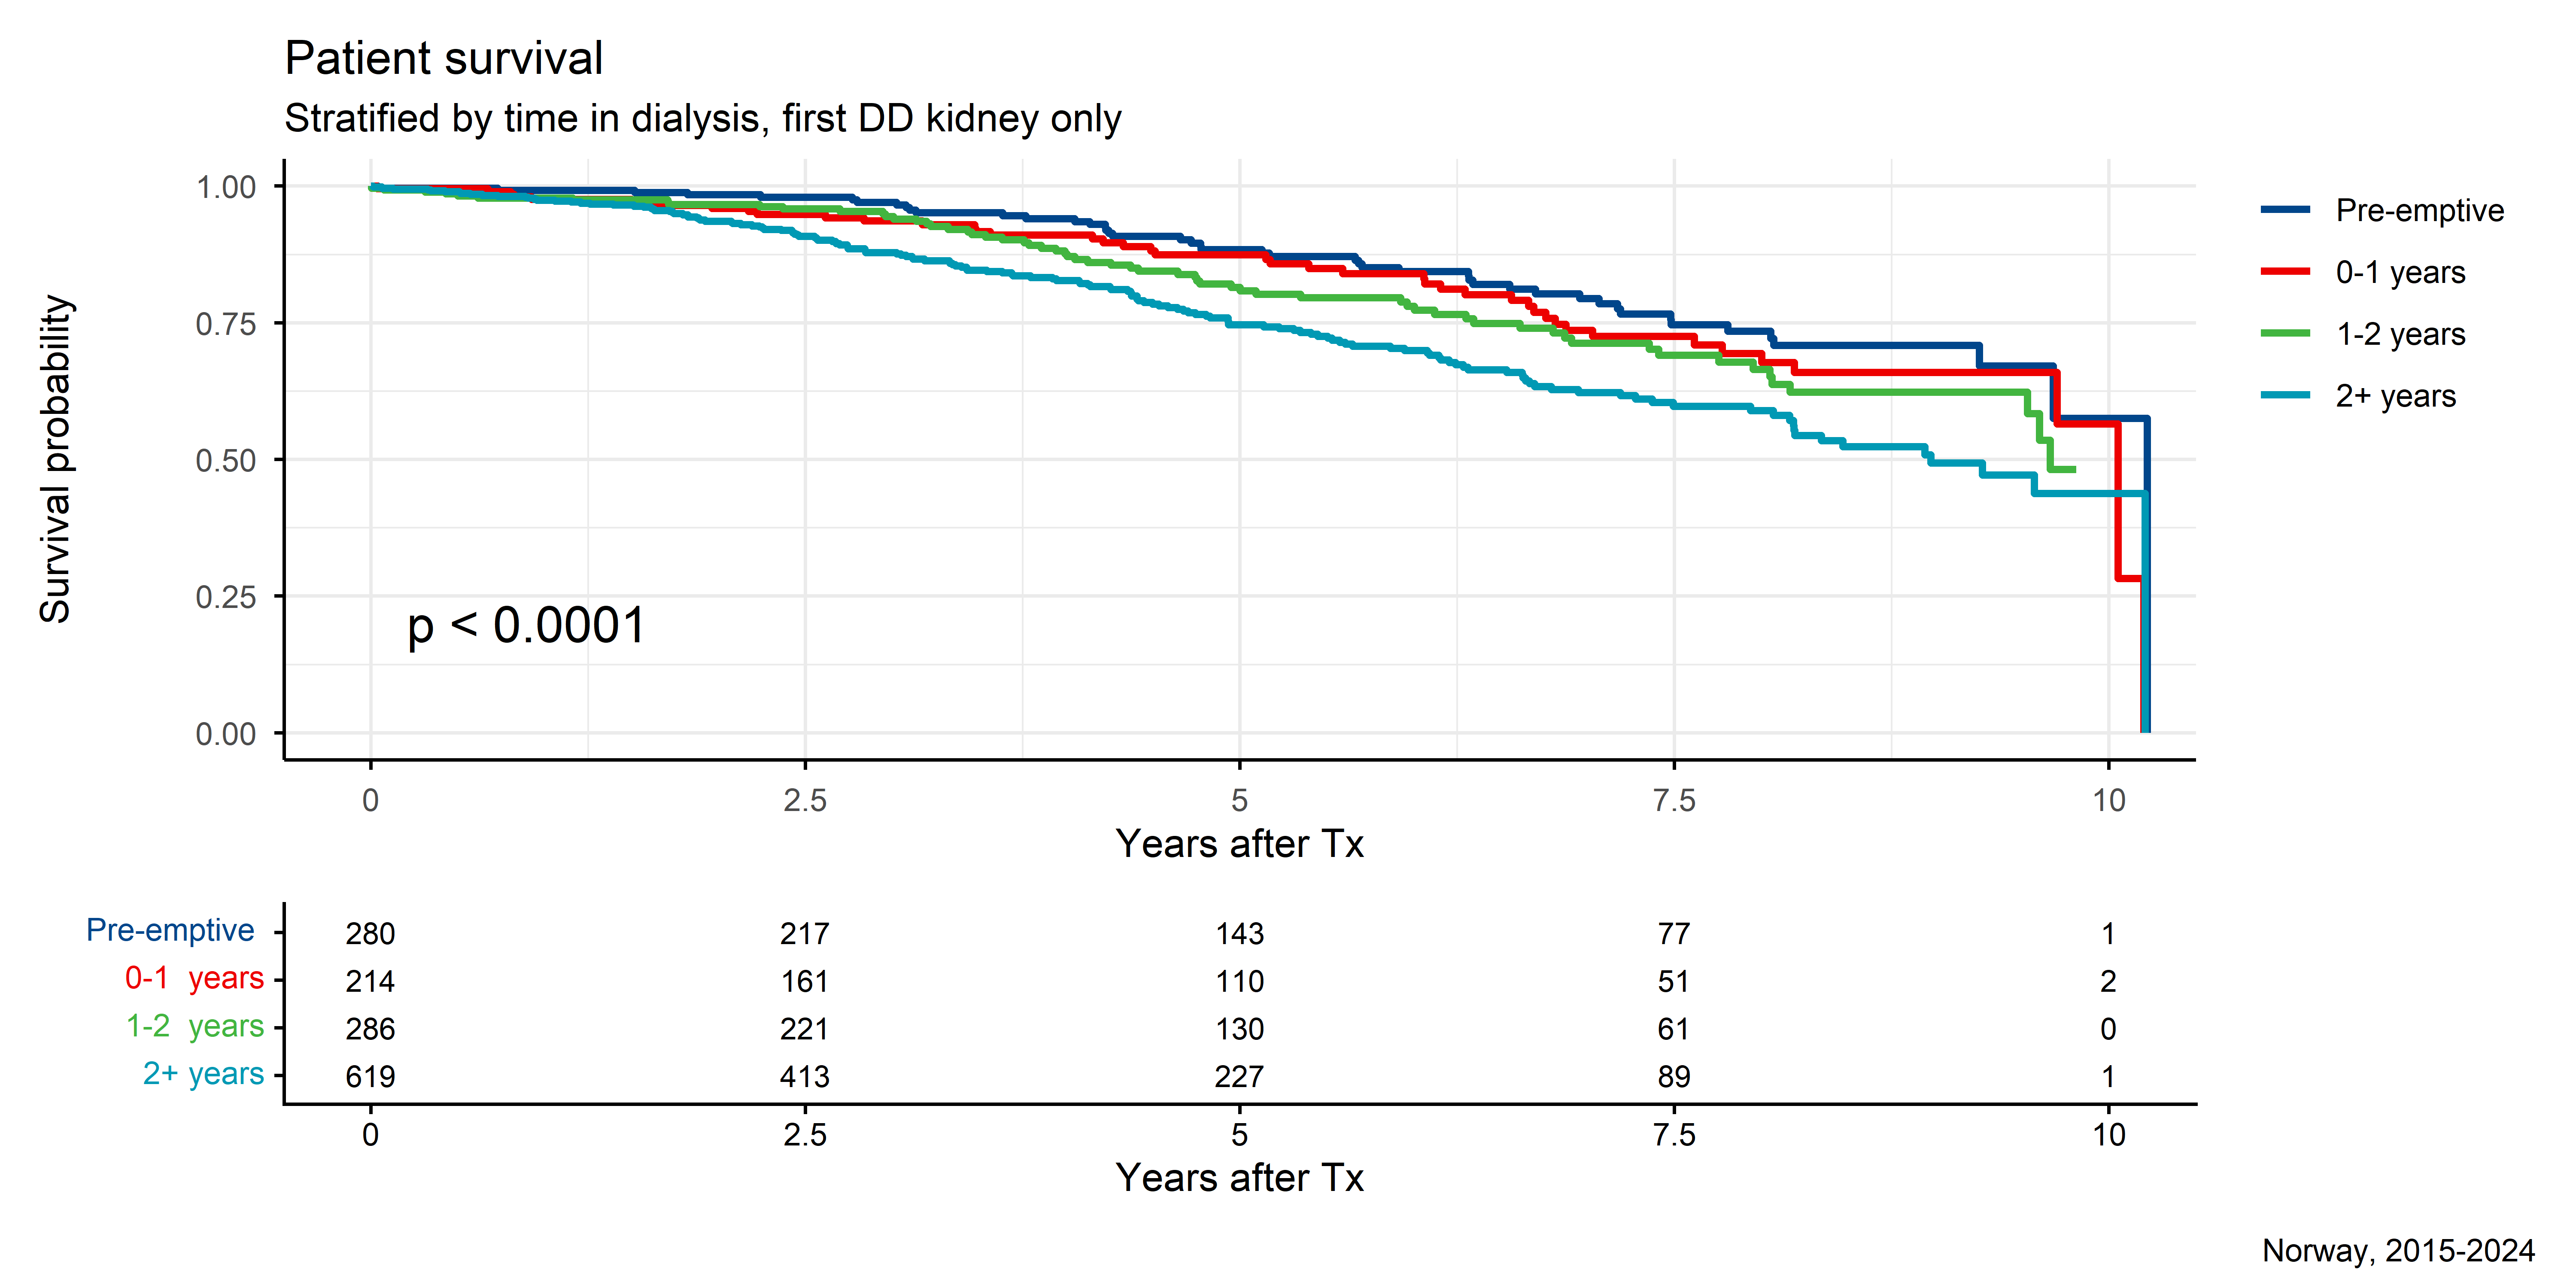 Patient survival
Stratified by time in dialysis, first DD kidney only
Survival probability
1.00
0.75
0.50
0.25
0.00
p < 0.0001
0 2.5 5 7.5 10
Years after Tx
Pre-emptive
0-1 years
1-2 years
2+ years
Pre-emptive 280 217 143 77 1
0-1 years 214 161 110 51 2
1-2 years 286 221 130 61 0
2+ years 619 413 227 89 1
0 2.5 5 7.5 10
Years after Tx
Norway, 2015-2024